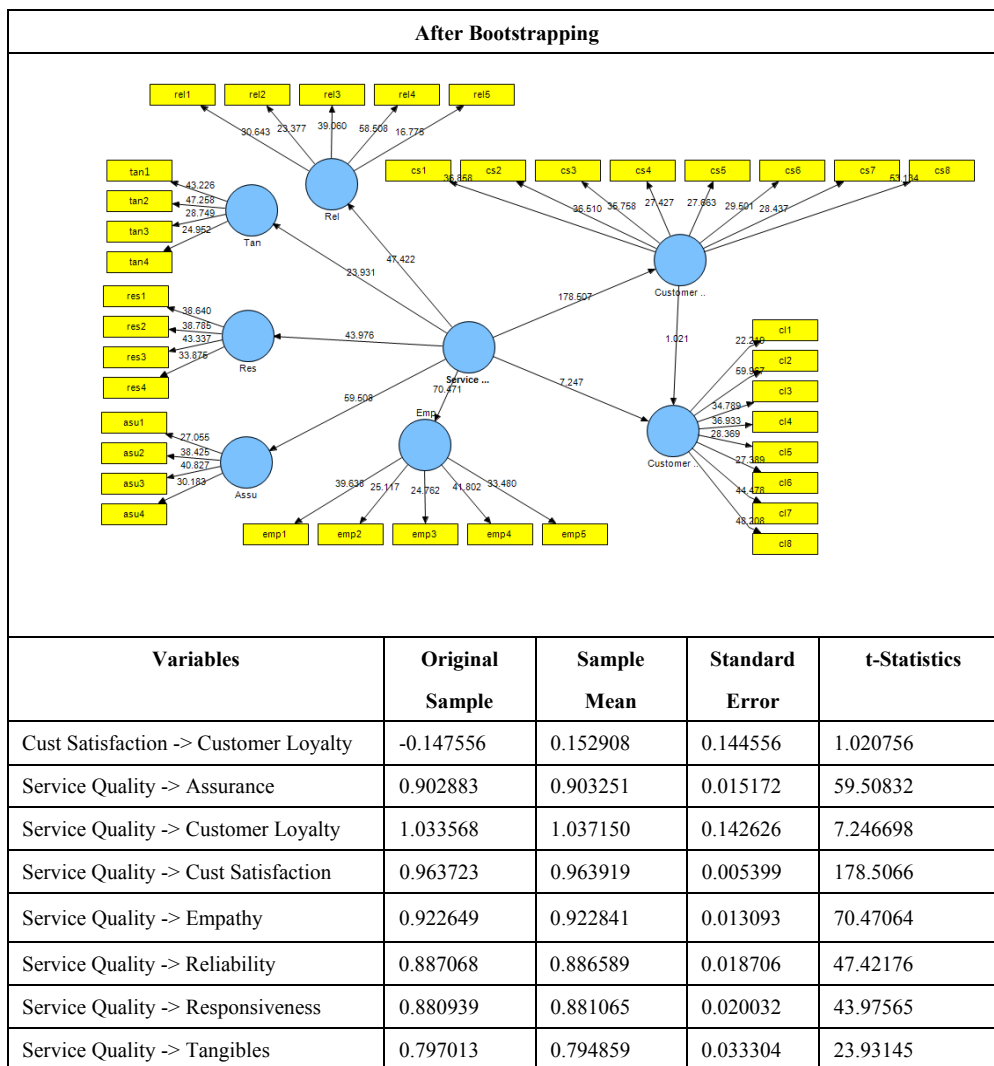 After Bootstrapping
rel1 rel2 rel3 rel4 rel5
30.643 23.377 39.060 58.508 16.775
Rel
tan1
tan2
tan3
tan4
43.226
47.258
28.749
24.952
Tan
cs1 cs2 cs3 cs4 cs5 cs6 cs7 cs8
36.510 27.427 29.501 28.437 53.134
Customer ..
47.422
23.931
178.507
res1
res2
res3
res4
38.640
38.785
43.337
33.875
Res
43.976
Service ...
1.021
7.247
59.508
70.471
asu1
asu2
asu3
asu4
27.055
38.425
40.827
30.183
Assu
Emp
39.636 25.117 24.762 41.802 33.480
emp1 emp2 emp3 emp4 emp5
Customer ..
cl1
cl2
cl3
cl4
cl5
cl6
cl7
cl8
59.967
34.789
36.933
28.369
27.389
44.478
48.208
Variables Original Sample Sample Mean Standard Error t-Statistics
Cust Satisfaction -> Customer Loyalty -0.147556 0.152908 0.144556 1.020756
Service Quality -> Assurance 0.902883 0.903251 0.015172 59.50832
Service Quality -> Customer Loyalty 1.033568 1.037150 0.142626 7.246698
Service Quality -> Cust Satisfaction 0.963723 0.963919 0.005399 178.5066
Service Quality -> Empathy 0.922649 0.922841 0.013093 70.47064
Service Quality -> Reliability 0.887068 0.886589 0.018706 47.42176
Service Quality -> Responsiveness 0.880939 0.881065 0.020032 43.97565
Service Quality -> Tangibles 0.797013 0.794859 0.033304 23.93145